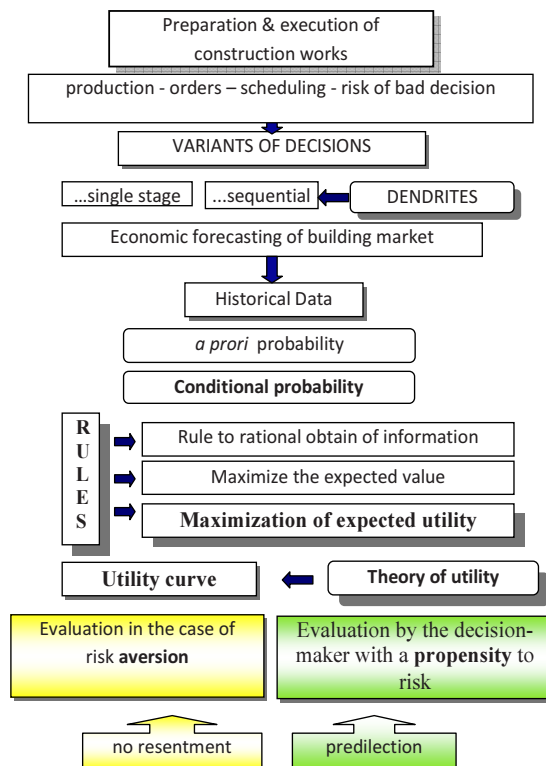 Preparation & execution of
construction works
production - orders – scheduling - risk of bad decision
VARIANTS OF DECISIONS
...single stage
...sequential
DENDRITES
Economic forecasting of building market
Historical Data
a prori probability
Conditional probability
R
U
L
E
S
Rule to rational obtain of information
Maximize the expected value
Maximization of expected utility
Utility curve
Theory of utility
Evaluation in the case of
risk aversion
Evaluation by the decision-
maker with a propensity to
risk
no resentment
predilection